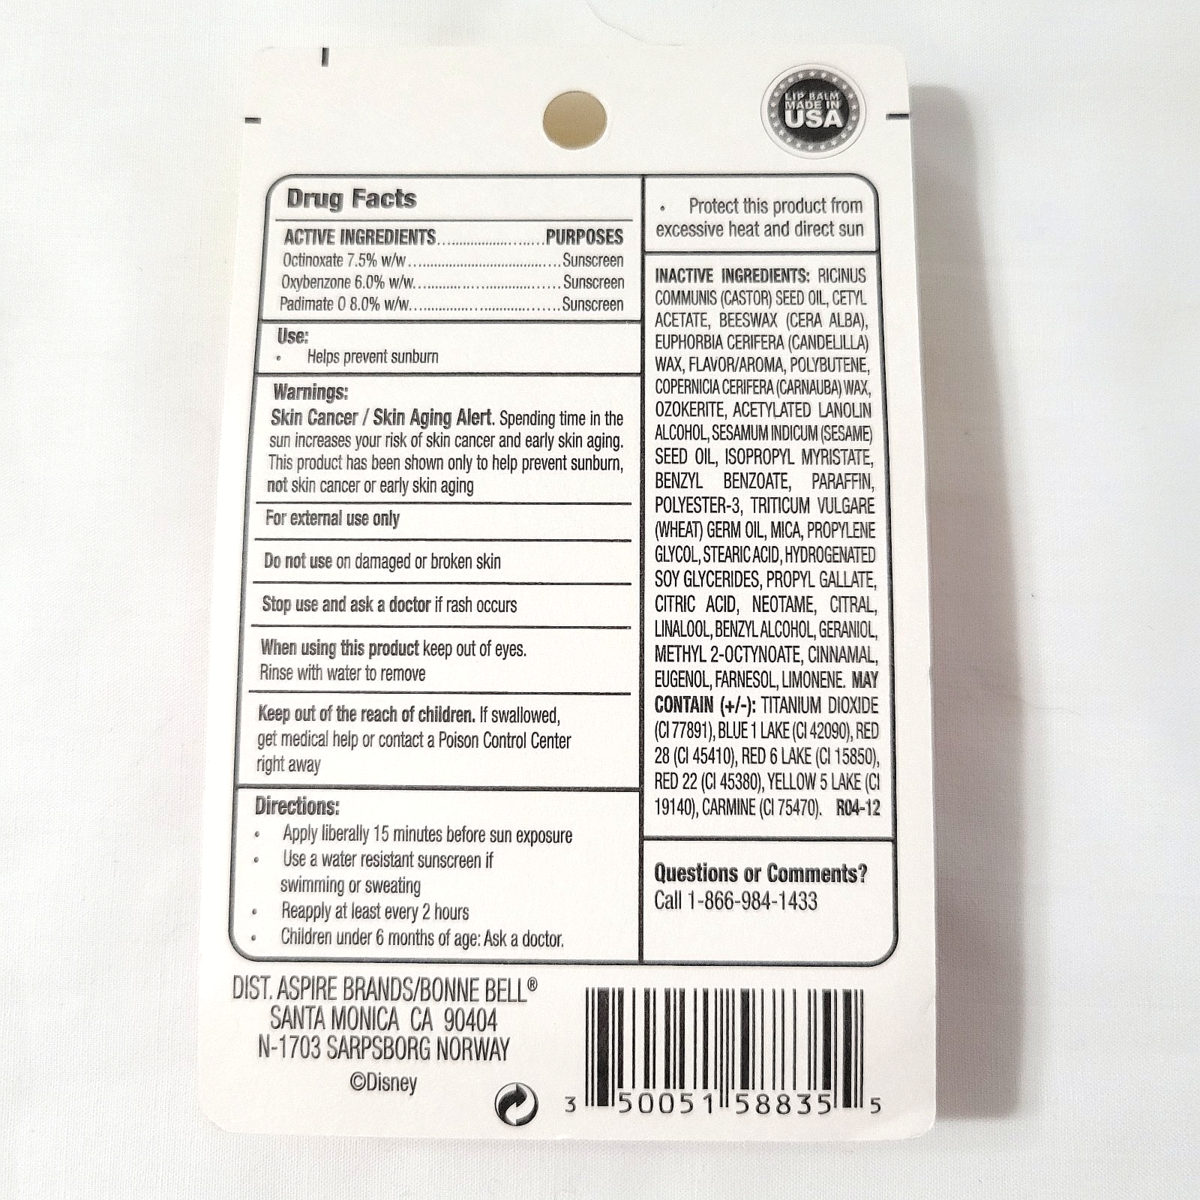 LIP BALM
MADE IN
USA
Drug Facts
ACTIVE INGREDIENTS........................PURPOSES
Octinoxate 7.5% w/w..............................Sunscreen
Oxybenzone 6.0% w/w.............................Sunscreen
Padimate O 8.0% w/w..............................Sunscreen
Use:
• Helps prevent sunburn
Warnings:
Skin Cancer / Skin Aging Alert. Spending time in the
sun increases your risk of skin cancer and early skin aging.
This product has been shown only to help prevent sunburn,
not skin cancer or early skin aging
For external use only
Do not use on damaged or broken skin
Stop use and ask a doctor if rash occurs
When using this product keep out of eyes.
Rinse with water to remove
Keep out of the reach of children. If swallowed,
get medical help or contact a Poison Control Center
right away
Directions:
• Apply liberally 15 minutes before sun exposure
• Use a water resistant sunscreen if
swimming or sweating
• Reapply at least every 2 hours
• Children under 6 months of age: Ask a doctor.
• Protect this product from
excessive heat and direct sun
INACTIVE INGREDIENTS: RICINUS
COMMUNIS (CASTOR) SEED OIL, CETYL
ACETATE, BEESWAX (CERA ALBA),
EUPHORBIA CERIFERA (CANDELILLA)
WAX, FLAVOR/AROMA, POLYBUTENE,
COPERNICIA CERIFERA (CARNAUBA) WAX,
OZOKERITE, ACETYLATED LANOLIN
ALCOHOL, SESAMUM INDICUM (SESAME)
SEED OIL, ISOPROPYL MYRISTATE,
BENZYL BENZOATE, PARAFFIN,
POLYESTER-3, TRITICUM VULGARE
(WHEAT) GERM OIL, MICA, PROPYLENE
GLYCOL, STEARIC ACID, HYDROGENATED
SOY GLYCERIDES, PROPYL GALLATE,
CITRIC ACID, NEOTAME, CITRAL,
LINALOOL, BENZYL ALCOHOL, GERANIOL,
METHYL 2-OCTYNOATE, CINNAMAL,
EUGENOL, FARNESOL, LIMONENE. MAY
CONTAIN (+/-): TITANIUM DIOXIDE
(CI 77891), BLUE 1 LAKE (CI 42090), RED
28 (CI 45410), RED 6 LAKE (CI 15850),
RED 22 (CI 45380), YELLOW 5 LAKE (CI
19140), CARMINE (CI 75470). R04-12
Questions or Comments?
Call 1-866-984-1433
DIST. ASPIRE BRANDS/BONNE BELL®
SANTA MONICA CA 90404
N-1703 SARPSBORG NORWAY
©Disney
3 50051 58835 5